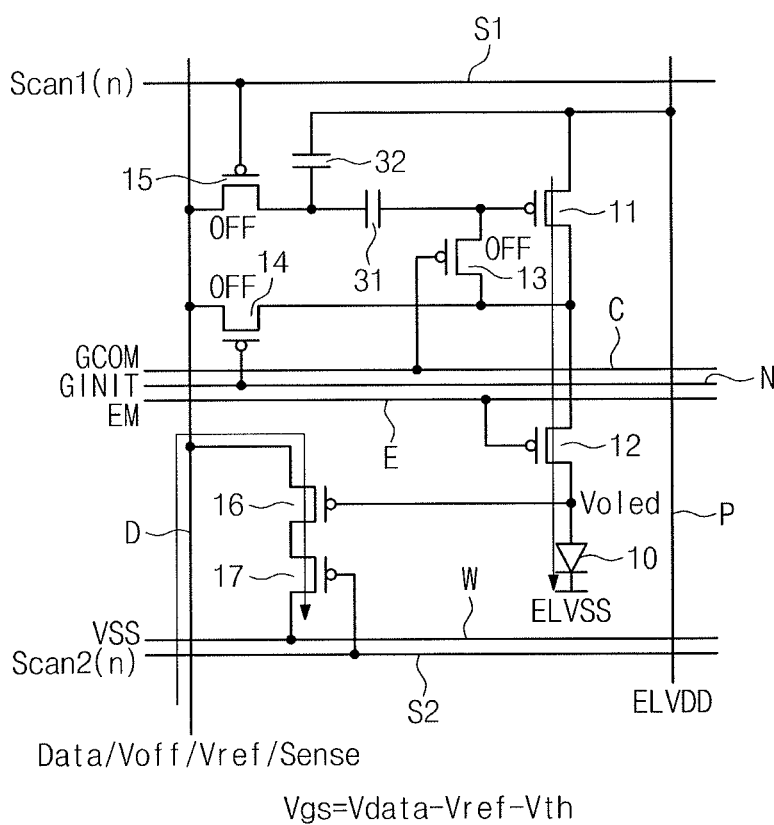 S1
Scan1(n)
32
15
11
OFF
OFF
31
13
OFF
14
C
GCOM
GINIT
N
EM
E
12
16
Voled
D
P
17
10
W
ELVSS
VSS
Scan2(n)
S2
ELVDD
Data/Voff/Vref/Sense
Vgs=Vdata-Vref-Vth